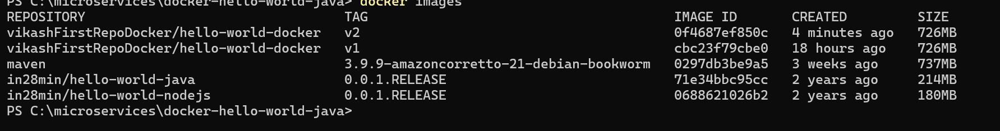 PS C:\microservices\docker-hello-world-java> docker images
REPOSITORY TAG IMAGE ID CREATED SIZE
vikashFirstRepoDocker/hello-world-docker v2 0f4687ef850c 4 minutes ago 726MB
vikashFirstRepoDocker/hello-world-docker v1 cbc23f79cbe0 18 hours ago 726MB
maven 3.9.9-amazoncorretto-21-debian-bookworm 0297db3be9a5 3 weeks ago 737MB
in28min/hello-world-java 0.0.1.RELEASE 71e34bbc95cc 2 years ago 214MB
in28min/hello-world-nodejs 0.0.1.RELEASE 0688621026b2 2 years ago 180MB
PS C:\microservices\docker-hello-world-java>